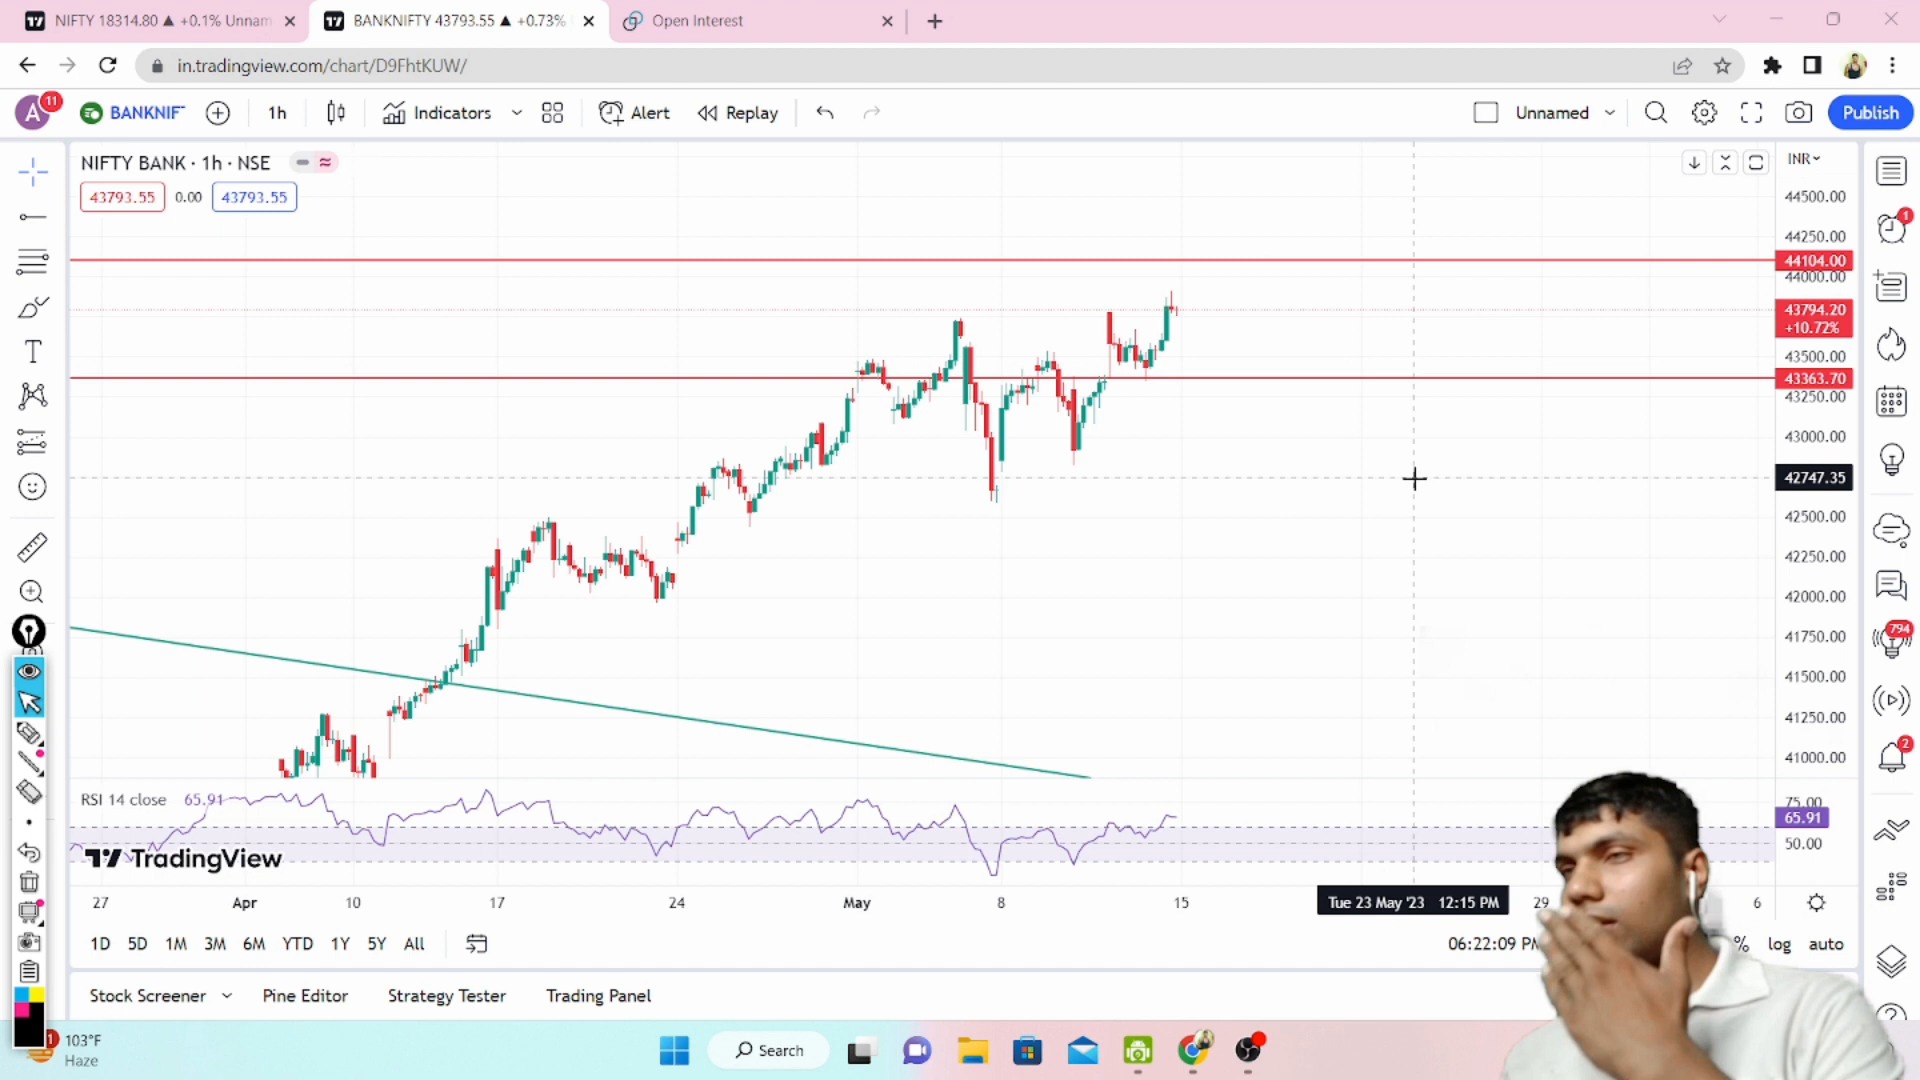 NIFTY 18314.80 ▲ +0.1% Unnam
BANKNIFTY 43793.55 ▲ +0.73%
Open Interest
in.tradingview.com/chart/D9FhtKUW/
A
11
BANKNIF
1h
Indicators
Alert
Replay
Unnamed
Publish
NIFTY BANK · 1h · NSE
43793.55
0.00
43793.55
INR
44500.00
44250.00
44104.00
44000.00
43794.20
+10.72%
43500.00
43363.70
43250.00
43000.00
42747.35
42500.00
42250.00
42000.00
41750.00
41500.00
41250.00
41000.00
1
794
2
RSI 14 close 65.91
75.00
65.91
50.00
TradingView
27
Apr
10
17
24
May
8
15
Tue 23 May '23 12:15 PM
29
6
1D
5D
1M
3M
6M
YTD
1Y
5Y
All
06:22:09 PM
%
log
auto
Stock Screener
Pine Editor
Strategy Tester
Trading Panel
1
103°F
Haze
Search